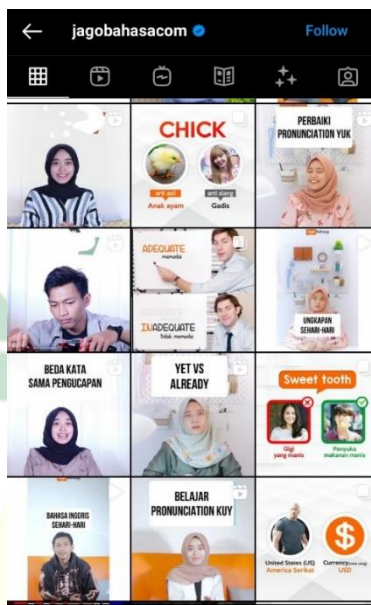 jagobahasacom
Follow
CHICK
arti asli
Anak ayam
arti slang
Gadis
PERBAIKI
PRONUNCIATION YUK
ADEQUATE
memadai
INADEQUATE
tidak memadai
UNGKAPAN
SEHARI-HARI
BEDA KATA
SAMA PENGUCAPAN
YET VS
ALREADY
Sweet tooth
Gigi
yang manis
Penyuka
makanan manis
BAHASA INGGRIS
SEHARI-HARI
BELAJAR
PRONUNCIATION KUY
United States (US)
America Serikat
Currency
USD